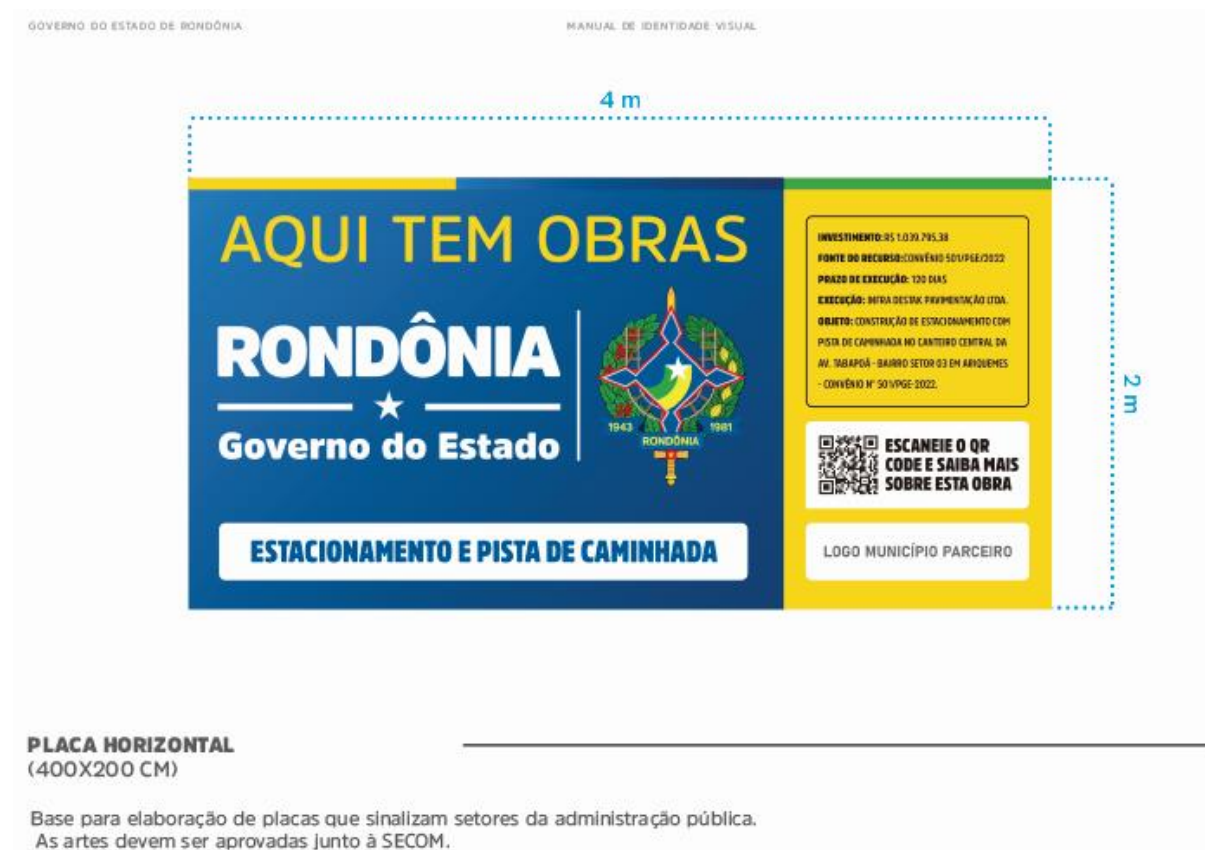 GOVERNO DO ESTADO DE RONDÔNIA
MANUAL DE IDENTIDADE VISUAL
4 m
AQUI TEM OBRAS
RONDÔNIA
Governo do Estado
1943
1981
RONDÔNIA
ESTACIONAMENTO E PISTA DE CAMINHADA
INVESTIMENTO: R$ 1.039.795,38
FONTE DO RECURSO:CONVÊNIO 501/PGE/2022
PRAZO DE EXECUÇÃO: 120 DIAS
EXECUÇÃO: INFRA DESTAK PAVIMENTAÇÃO LTDA.
OBJETO: CONSTRUÇÃO DE ESTACIONAMENTO COM
PISTA DE CAMINHADA NO CANTEIRO CENTRAL DA
AV. TABAPOÃ - BAIRRO SETOR 03 EM ARIQUEMES
- CONVÊNIO Nº 501/PGE-2022.
ESCANEIE O QR
CODE E SAIBA MAIS
SOBRE ESTA OBRA
LOGO MUNICÍPIO PARCEIRO
2 m
PLACA HORIZONTAL
(400X200 CM)
Base para elaboração de placas que sinalizam setores da administração pública.
As artes devem ser aprovadas junto à SECOM.